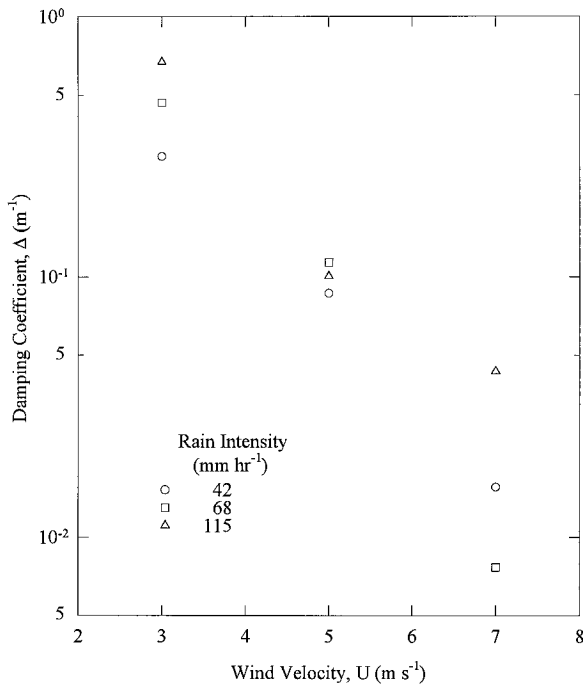 10⁰
5
10⁻¹
5
10⁻²
5
Damping Coefficient, Δ (m⁻¹)
Rain Intensity
(mm hr⁻¹)
○ 42
□ 68
△ 115
2 3 4 5 6 7 8
Wind Velocity, U (m s⁻¹)